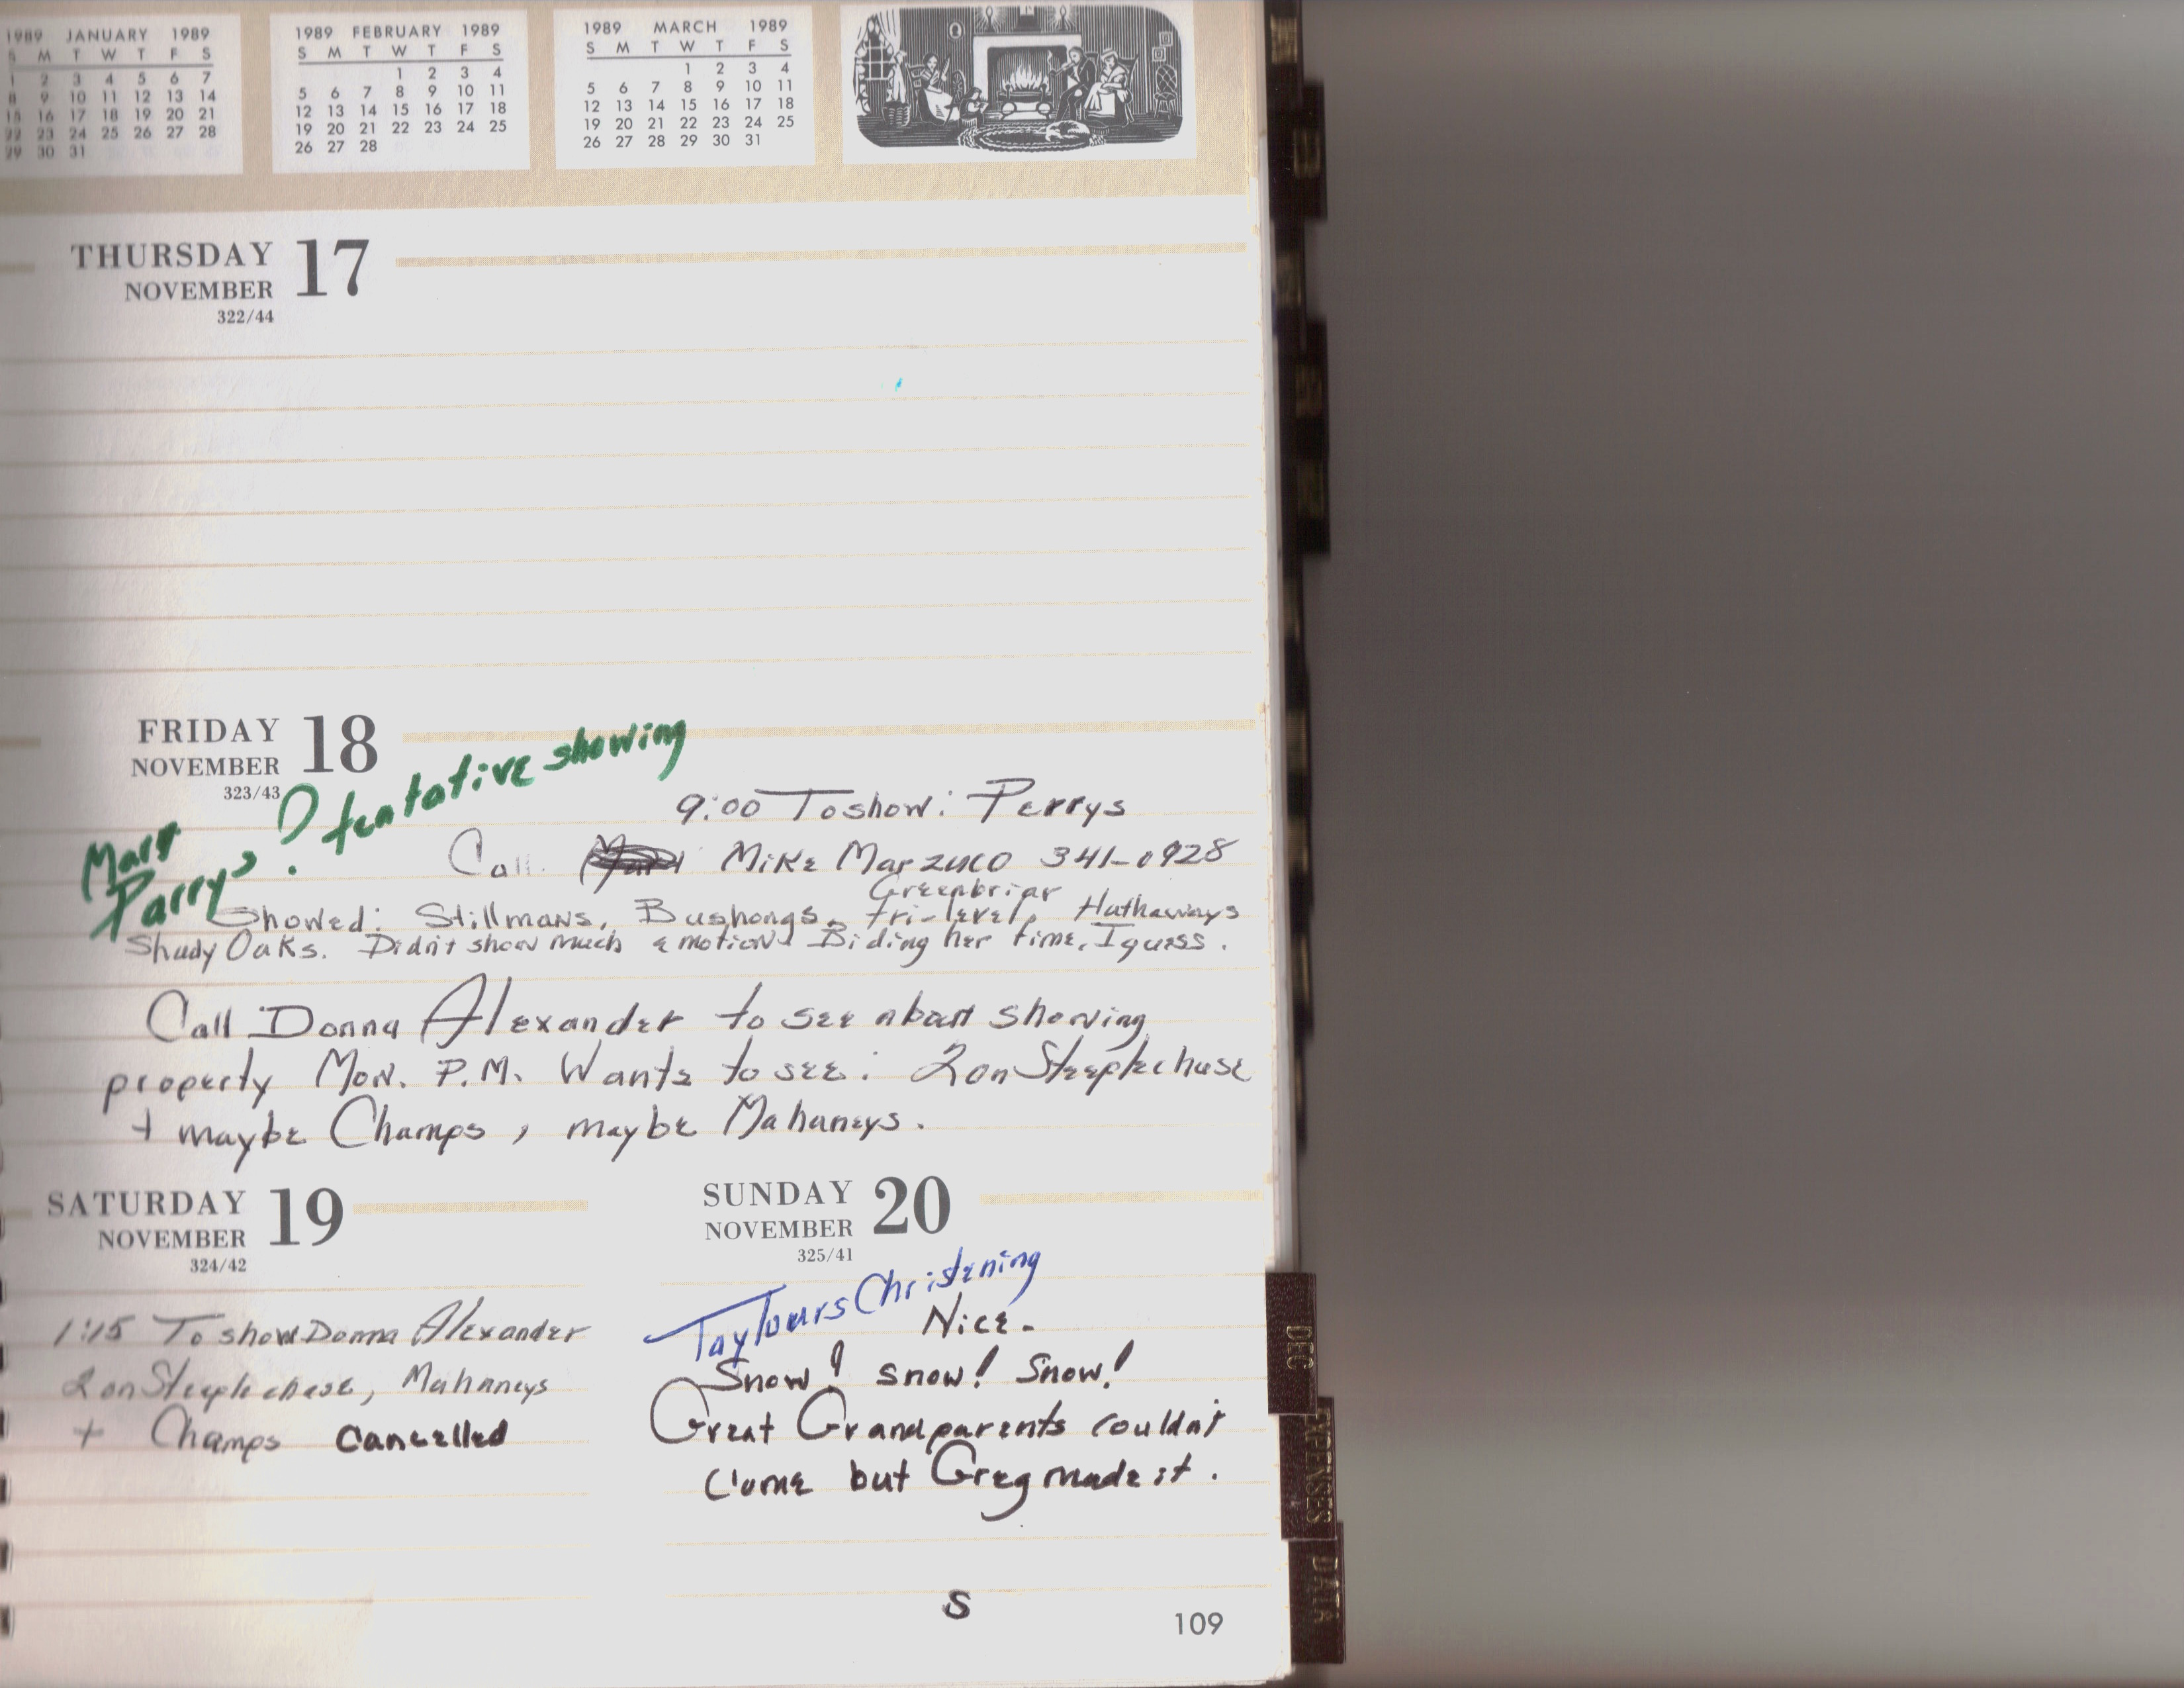 1989 JANUARY 1989
S M T W T F S
1 2 3 4 5 6 7
8 9 10 11 12 13 14
15 16 17 18 19 20 21
22 23 24 25 26 27 28
29 30 31
1989 FEBRUARY 1989
S M T W T F S
1 2 3 4
5 6 7 8 9 10 11
12 13 14 15 16 17 18
19 20 21 22 23 24 25
26 27 28
1989 MARCH 1989
S M T W T F S
1 2 3 4
5 6 7 8 9 10 11
12 13 14 15 16 17 18
19 20 21 22 23 24 25
26 27 28 29 30 31
THURSDAY 17
NOVEMBER
322/44
FRIDAY 18
NOVEMBER
323/43
Mary Parrys ? tentative showing
9:00 To show: Perrys
Call Mike Marzuco 341-0928
Greenbriar
Showed: Stillmans, Bushongs, tri-level, Hathaways
Shady Oaks. Didn't show much emotion. Biding her time, I guess.
Call Donna Alexander to see about showing
property Mon. P.M. Wants to see: 2 on Steeplechase
+ maybe Champs, maybe Mahaneys.
SATURDAY 19
NOVEMBER
324/42
1:15 To show Donna Alexander
2 on Steeplechase, Mahaneys
+ Champs Cancelled
SUNDAY 20
NOVEMBER
325/41
Taylours Christening
Nice.
Snow! snow! Snow!
Great Grandparents couldn't
come but Greg made it.
S
109
DEC
EXPENSES
DATA